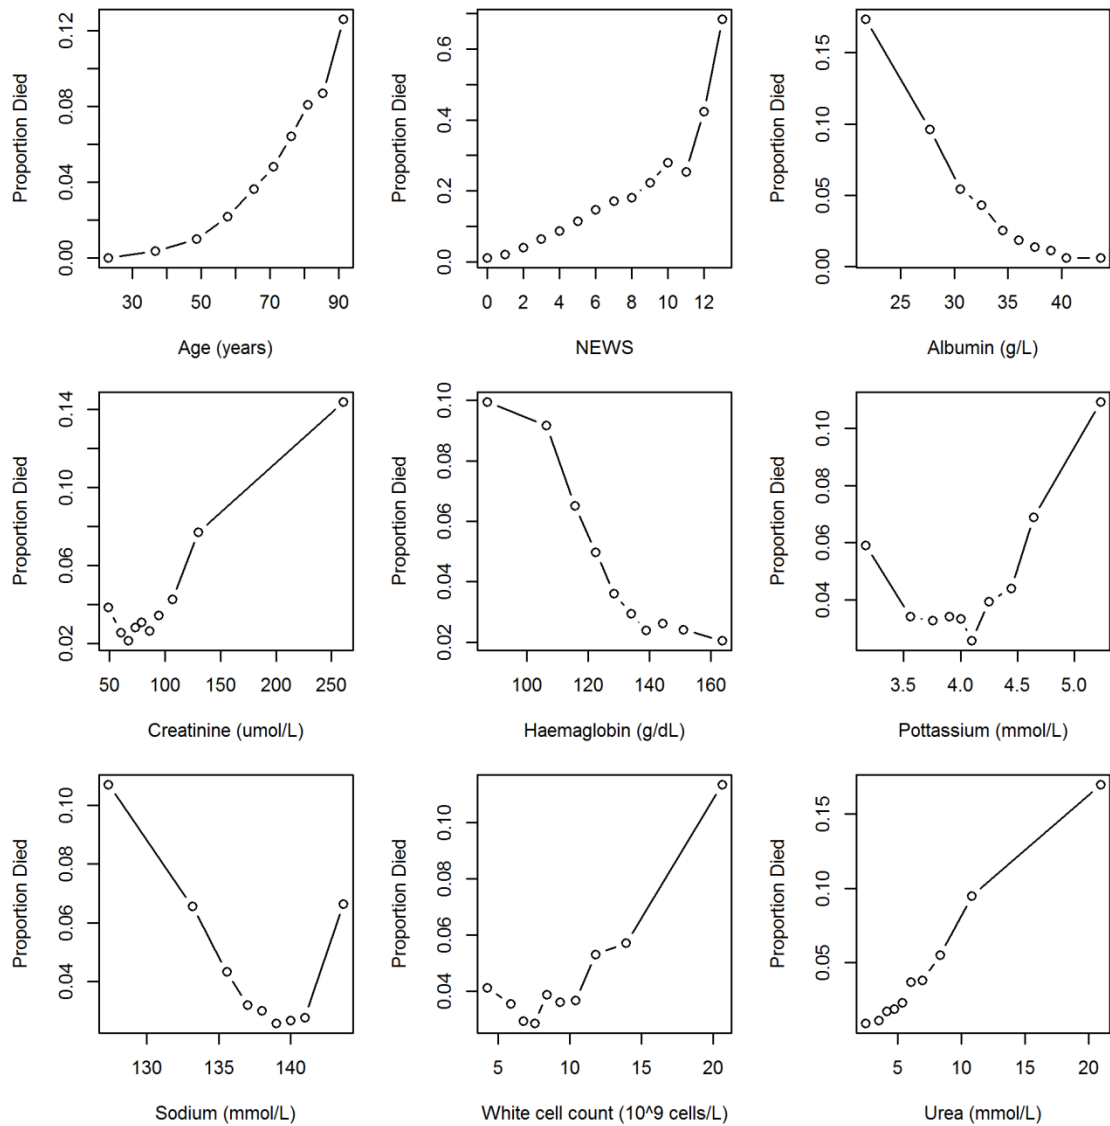 Proportion Died
0.00 0.04 0.08 0.12
30 50 70 90
Age (years)
Proportion Died
0.0 0.2 0.4 0.6
0 2 4 6 8 10 12
NEWS
Proportion Died
0.00 0.05 0.10 0.15
25 30 35 40
Albumin (g/L)
Proportion Died
0.02 0.06 0.10 0.14
50 100 150 200 250
Creatinine (umol/L)
Proportion Died
0.02 0.04 0.06 0.08 0.10
100 120 140 160
Haemaglobin (g/dL)
Proportion Died
0.04 0.06 0.08 0.10
3.5 4.0 4.5 5.0
Pottassium (mmol/L)
Proportion Died
0.04 0.06 0.08 0.10
130 135 140
Sodium (mmol/L)
Proportion Died
0.04 0.06 0.08 0.10
5 10 15 20
White cell count (10^9 cells/L)
Proportion Died
0.05 0.10 0.15
5 10 15 20
Urea (mmol/L)